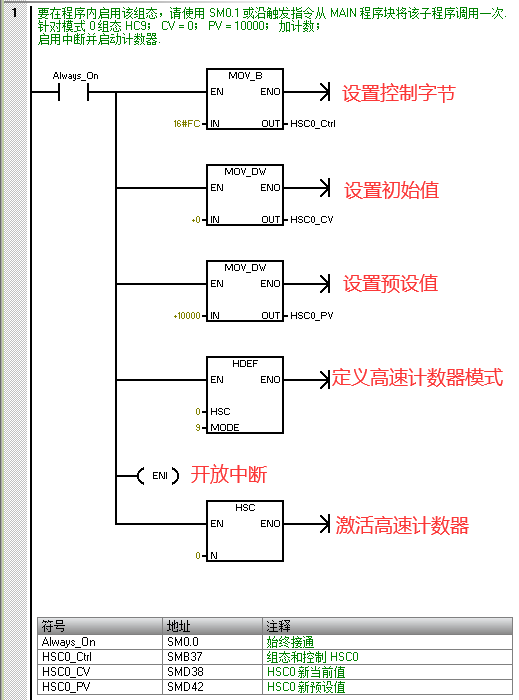 1
要在程序内启用该组态，请使用 SM0.1 或沿触发指令从 MAIN 程序块将该子程序调用一次.
针对模式 0 组态 HC9； CV = 0； PV = 10000； 加计数；
启用中断并启动计数器.
Always_On
MOV_B
EN ENO
设置控制字节
16#FC IN OUT HSC0_Ctrl
MOV_DW
EN ENO
设置初始值
+0 IN OUT HSC0_CV
MOV_DW
EN ENO
设置预设值
+10000 IN OUT HSC0_PV
HDEF
EN ENO
定义高速计数器模式
0 HSC
9 MODE
ENI
开放中断
HSC
EN ENO
激活高速计数器
0 N
符号 地址 注释
Always_On SM0.0 始终接通
HSC0_Ctrl SMB37 组态和控制 HSC0
HSC0_CV SMD38 HSC0 新当前值
HSC0_PV SMD42 HSC0 新预设值